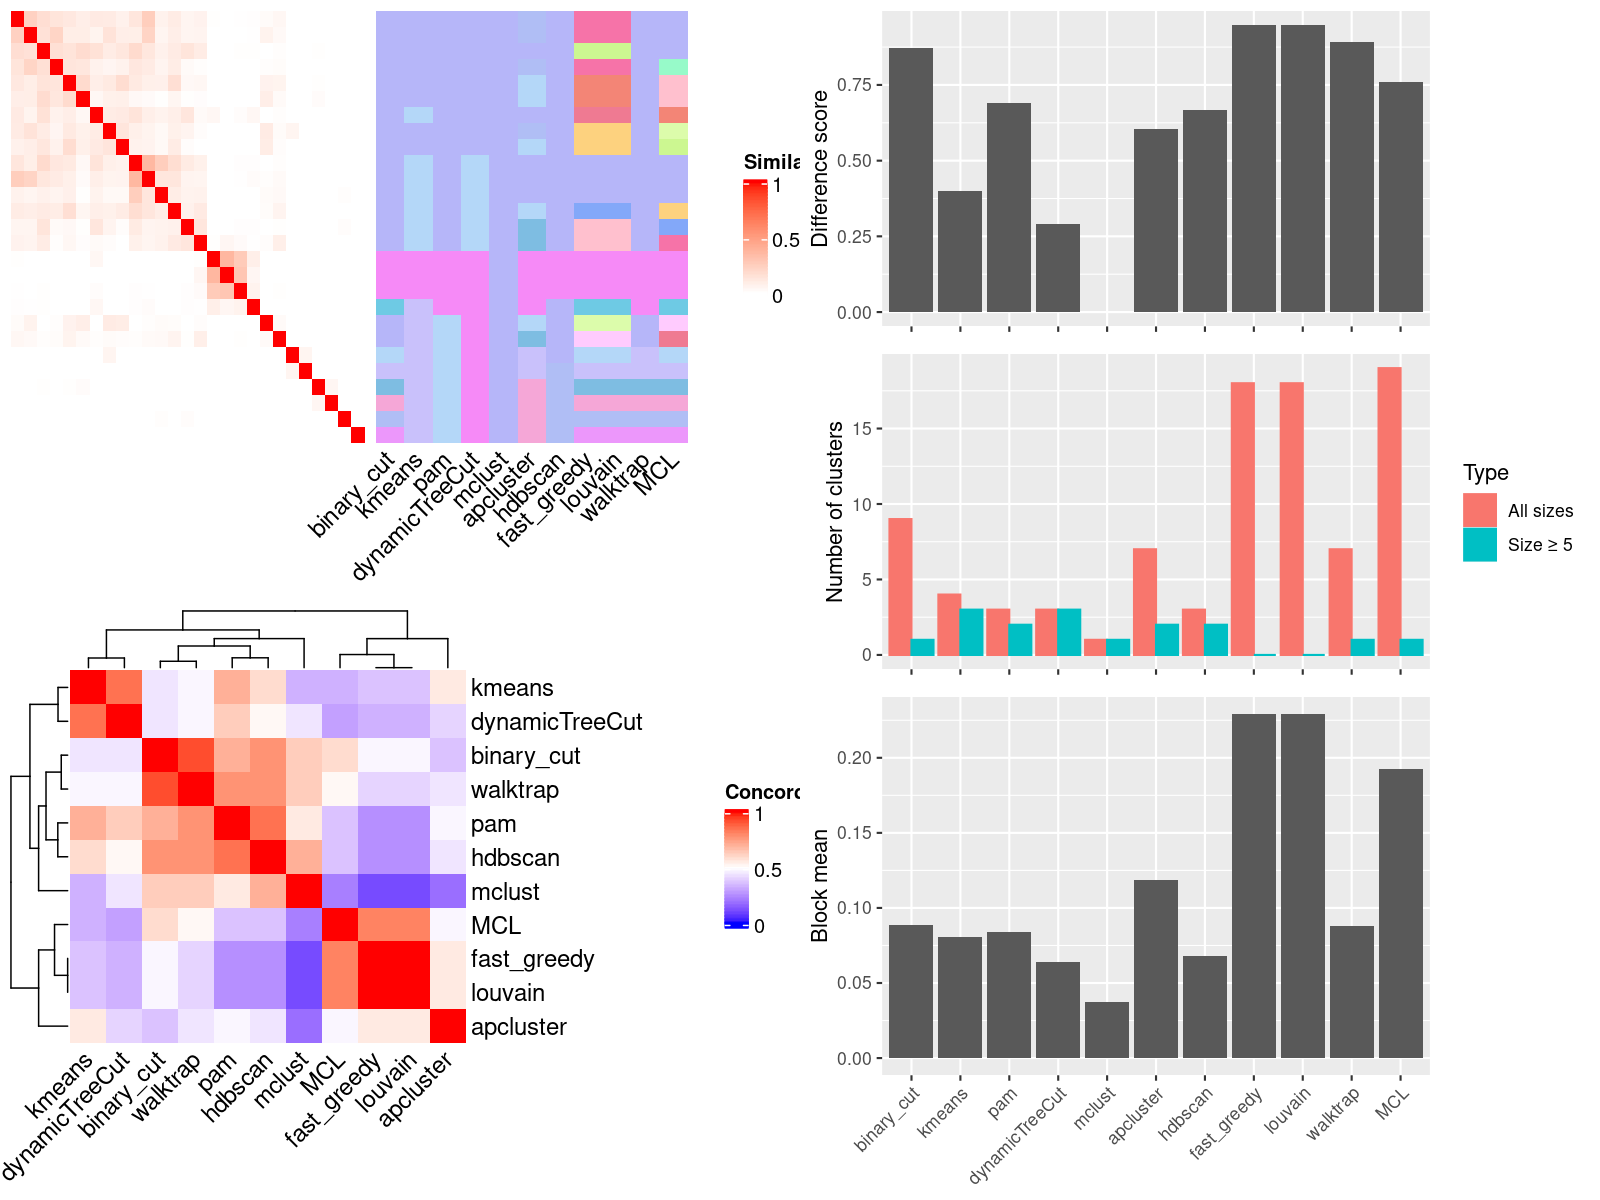 Simila
1
0.5
0
binary_cut
kmeans
pam
dynamicTreeCut
mclust
apcluster
hdbscan
fast_greedy
louvain
walktrap
MCL
kmeans
dynamicTreeCut
binary_cut
walktrap
pam
hdbscan
mclust
MCL
fast_greedy
louvain
apcluster
kmeans
dynamicTreeCut
binary_cut
walktrap
pam
hdbscan
mclust
MCL
fast_greedy
louvain
apcluster
Concord
1
0.5
0
Difference score
0.75
0.50
0.25
0.00
Number of clusters
15
10
5
0
Type
All sizes
Size ≥ 5
Block mean
0.20
0.15
0.10
0.05
0.00
binary_cut
kmeans
pam
dynamicTreeCut
mclust
apcluster
hdbscan
fast_greedy
louvain
walktrap
MCL